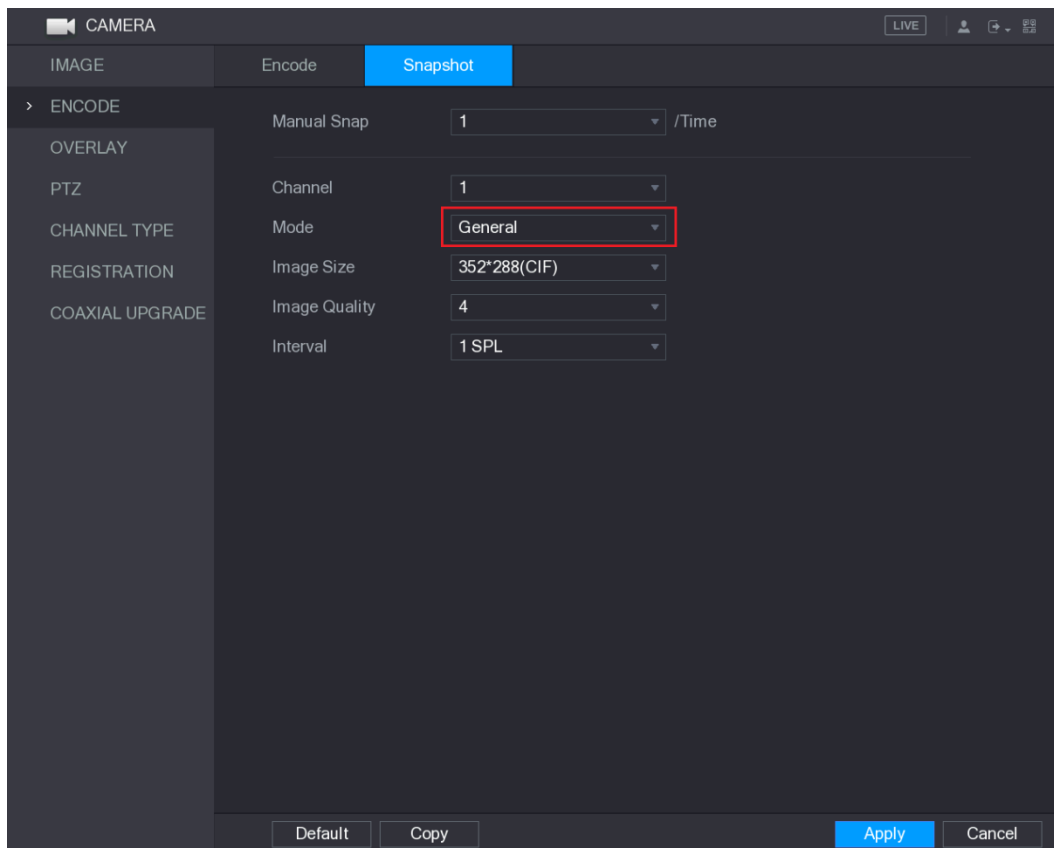 CAMERA LIVE
IMAGE
ENCODE
OVERLAY
PTZ
CHANNEL TYPE
REGISTRATION
COAXIAL UPGRADE
Encode Snapshot
Manual Snap 1 /Time
Channel 1
Mode General
Image Size 352*288(CIF)
Image Quality 4
Interval 1 SPL
Default Copy Apply Cancel